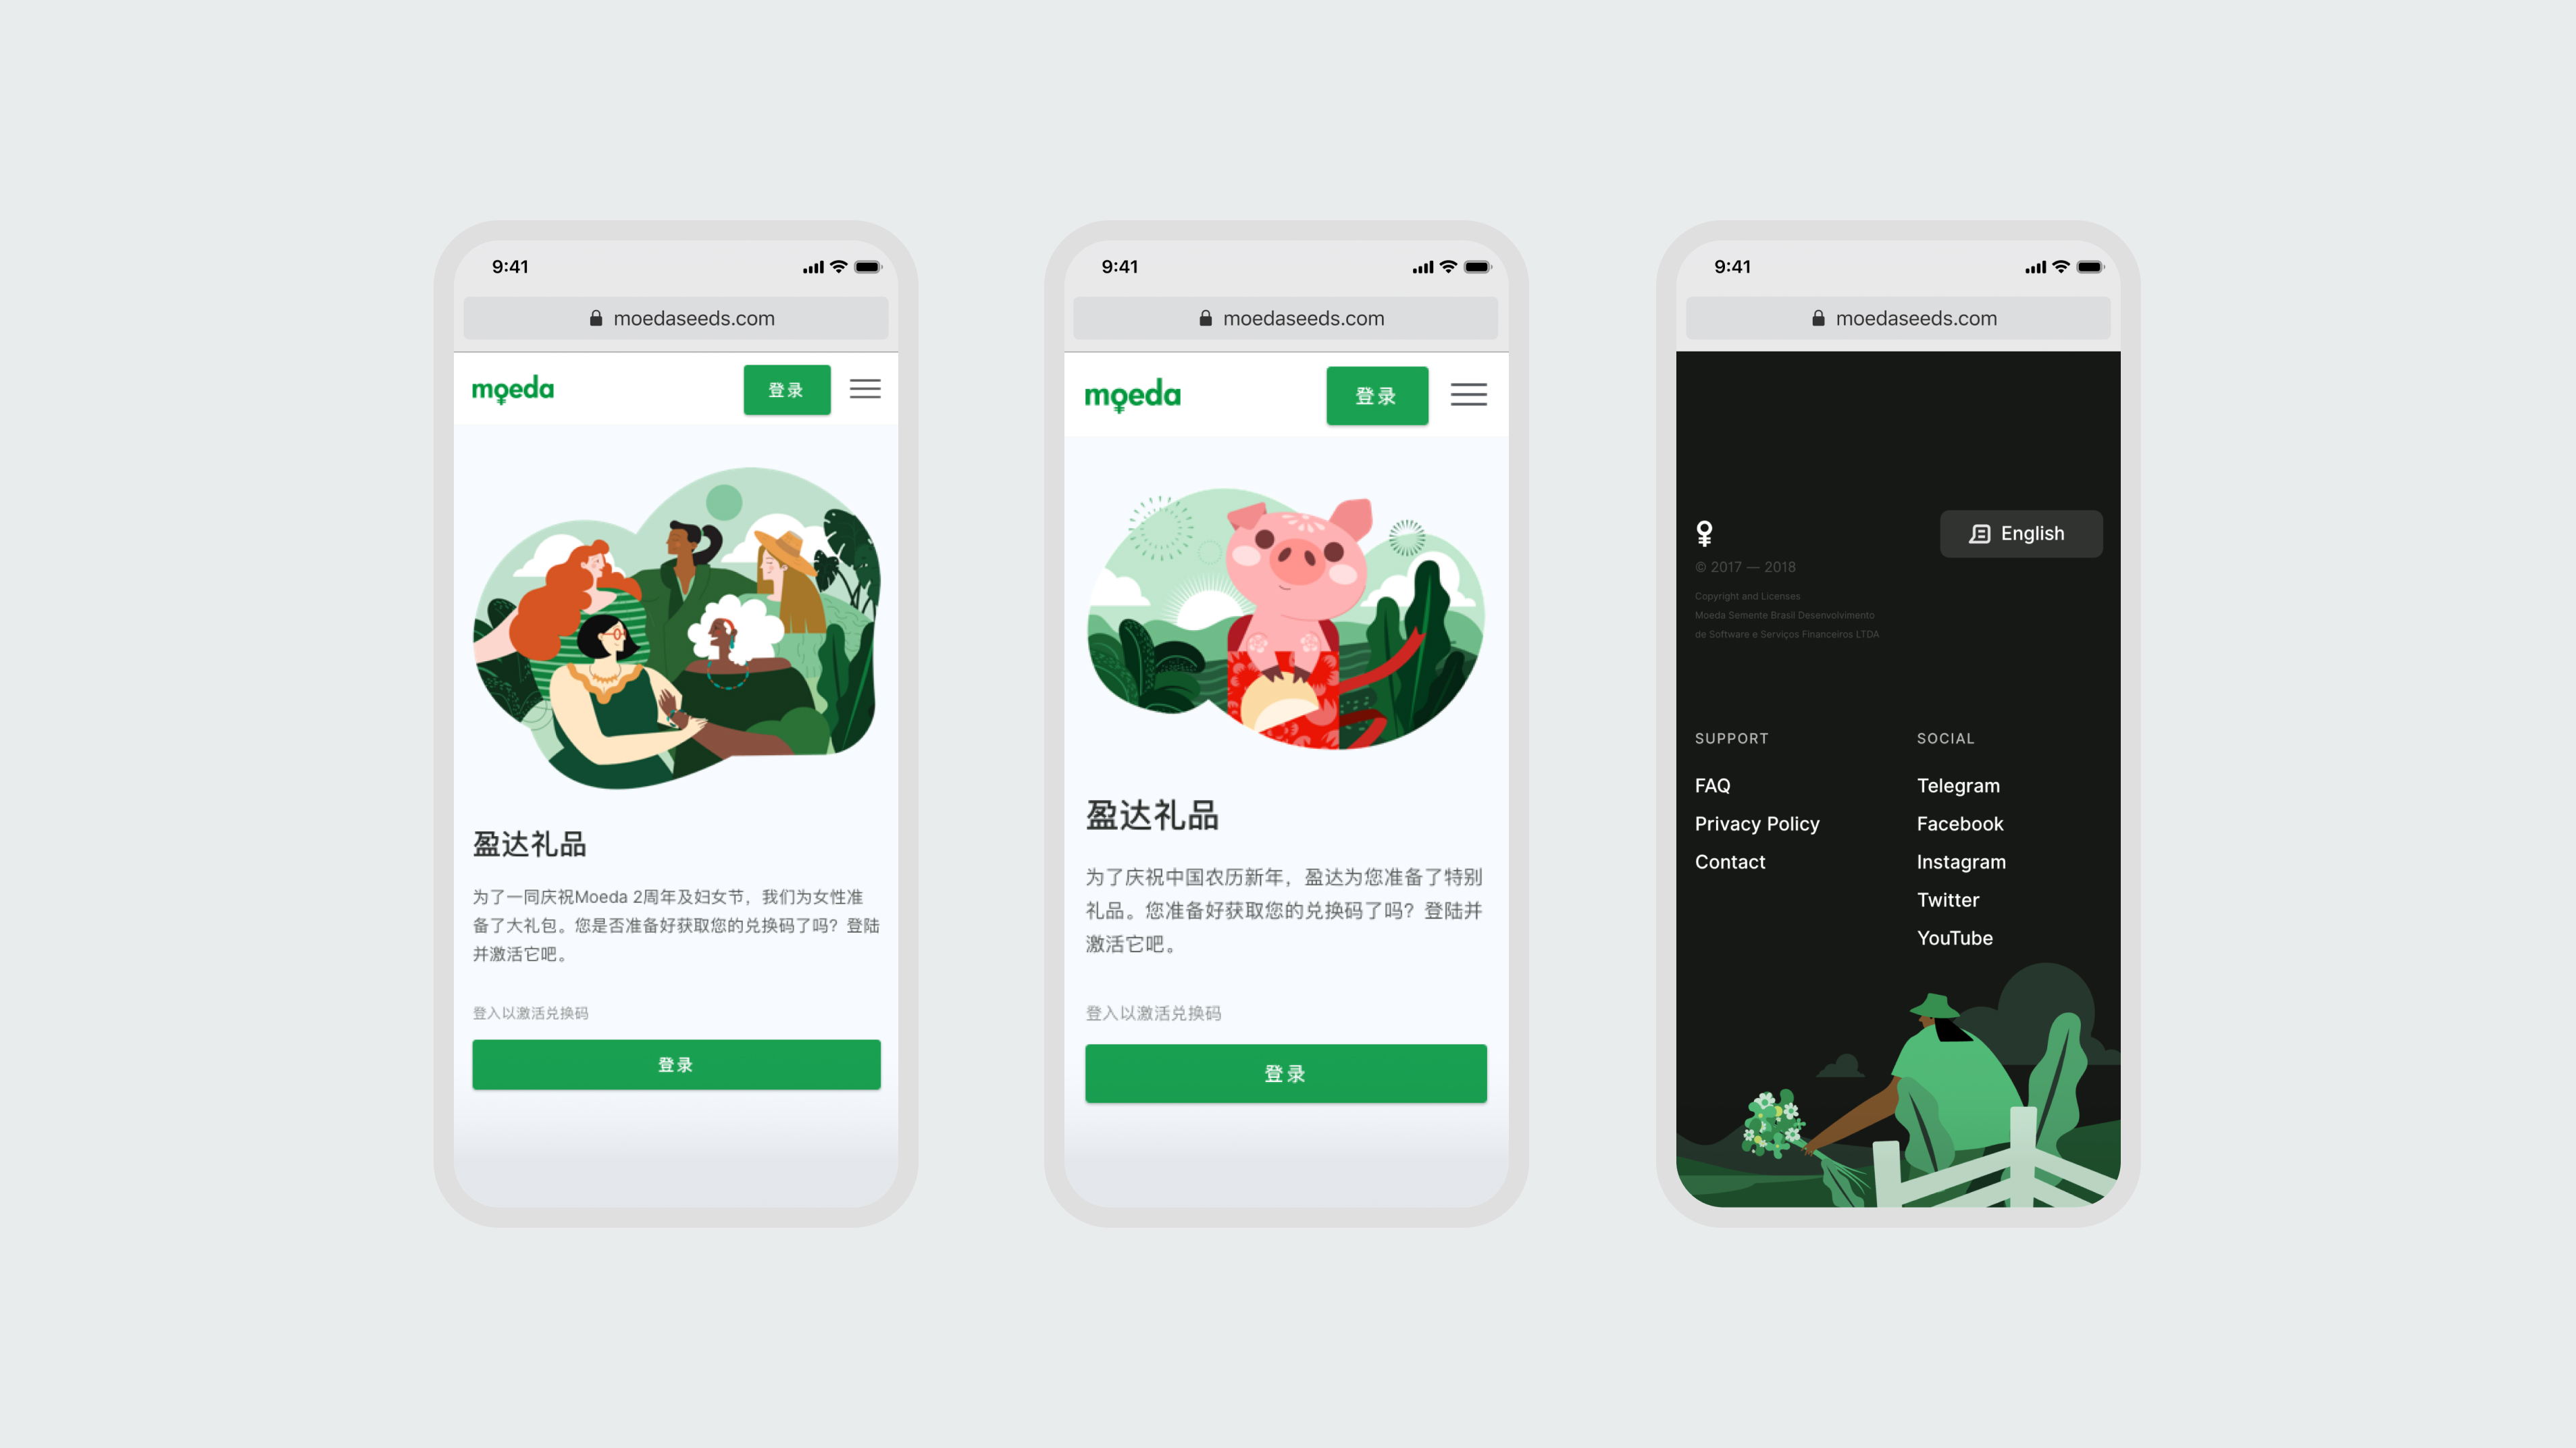 9:41
moedaseeds.com
moeda
登录
盈达礼品
为了一同庆祝Moeda 2周年及妇女节，我们为女性准
备了大礼包。您是否准备好获取您的兑换码了吗？登陆
并激活它吧。
登入以激活兑换码
登录
9:41
moedaseeds.com
moeda
登录
盈达礼品
为了庆祝中国农历新年，盈达为您准备了特别
礼品。您准备好获取您的兑换码了吗？登陆并
激活它吧。
登入以激活兑换码
登录
9:41
moedaseeds.com
English
© 2017 — 2018
Copyright and Licenses
Moeda Semente Brasil Desenvolvimento
de Software e Serviços Financeiros LTDA
SUPPORT
FAQ
Privacy Policy
Contact
SOCIAL
Telegram
Facebook
Instagram
Twitter
YouTube